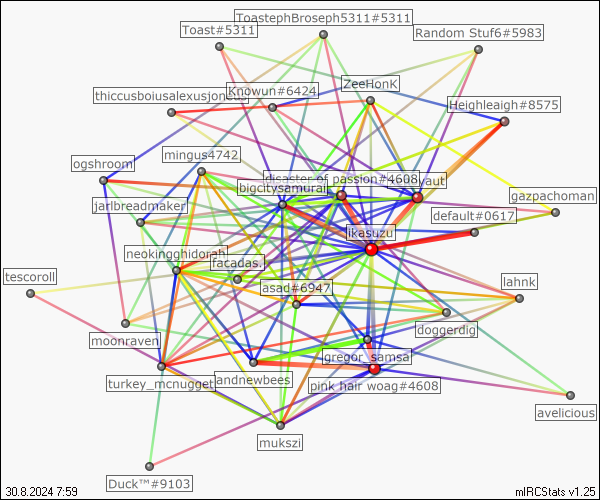 ToastephBroseph5311#5311
Toast#5311
Random Stuf6#5983
ZeeHonk
Knowun#6424
thiccusboiusalexusjonesus
Heighleaigh#8575
mingus4742
ogshroom
disaster of passion#4608
yaut
bigcitysamurai
gazpachoman
jarlbreadmaker
default#0617
ikasuzu
neokingghidorah
facadas.
tescoroll
asad#6947
lahnk
doggerdig
moonraven
gregor_samsa
turkey_mcnugget
andnewbees
pink hair woag#4608
avelicious
mukszi
Duck™#9103
30.8.2024 7:59
mIRCStats v1.25